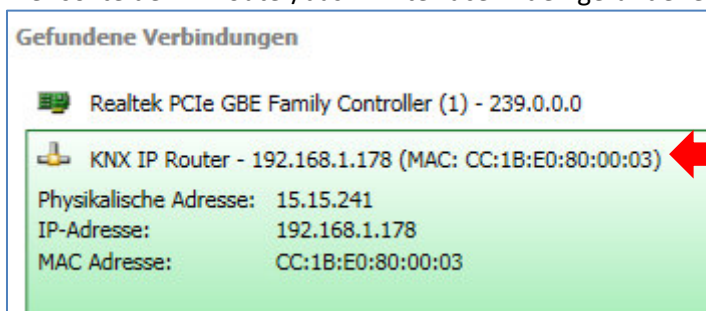 Gefundene Verbindungen
Realtek PCIe GBE Family Controller (1) - 239.0.0.0
KNX IP Router - 192.168.1.178 (MAC: CC:1B:E0:80:00:03)
Physikalische Adresse: 15.15.241
IP-Adresse: 192.168.1.178
MAC Adresse: CC:1B:E0:80:00:03